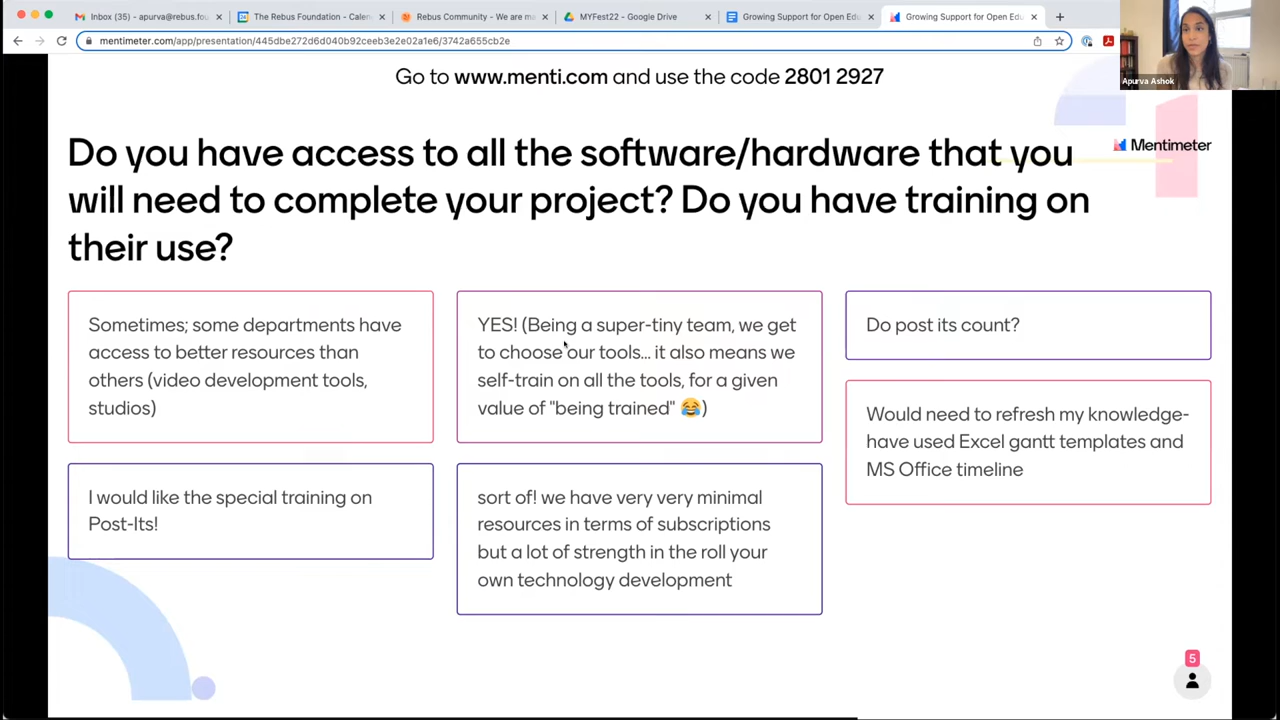 Inbox (35) - apurva@rebus.fou
The Rebus Foundation - Calen
Rebus Community – We are ma
MYFest22 - Google Drive
Growing Support for Open Edu
Growing Support for Open Edu
mentimeter.com/app/presentation/445dbe272d6d040b92ceeb3e2e02a1e6/3742a655cb2e
Apurva Ashok
Go to www.menti.com and use the code 2801 2927
Mentimeter
Do you have access to all the software/hardware that you
will need to complete your project? Do you have training on
their use?
Sometimes; some departments have
access to better resources than
others (video development tools,
studios)
I would like the special training on
Post-Its!
YES! (Being a super-tiny team, we get
to choose our tools... it also means we
self-train on all the tools, for a given
value of "being trained" 😂)
sort of! we have very very minimal
resources in terms of subscriptions
but a lot of strength in the roll your
own technology development
Do post its count?
Would need to refresh my knowledge-
have used Excel gantt templates and
MS Office timeline
5